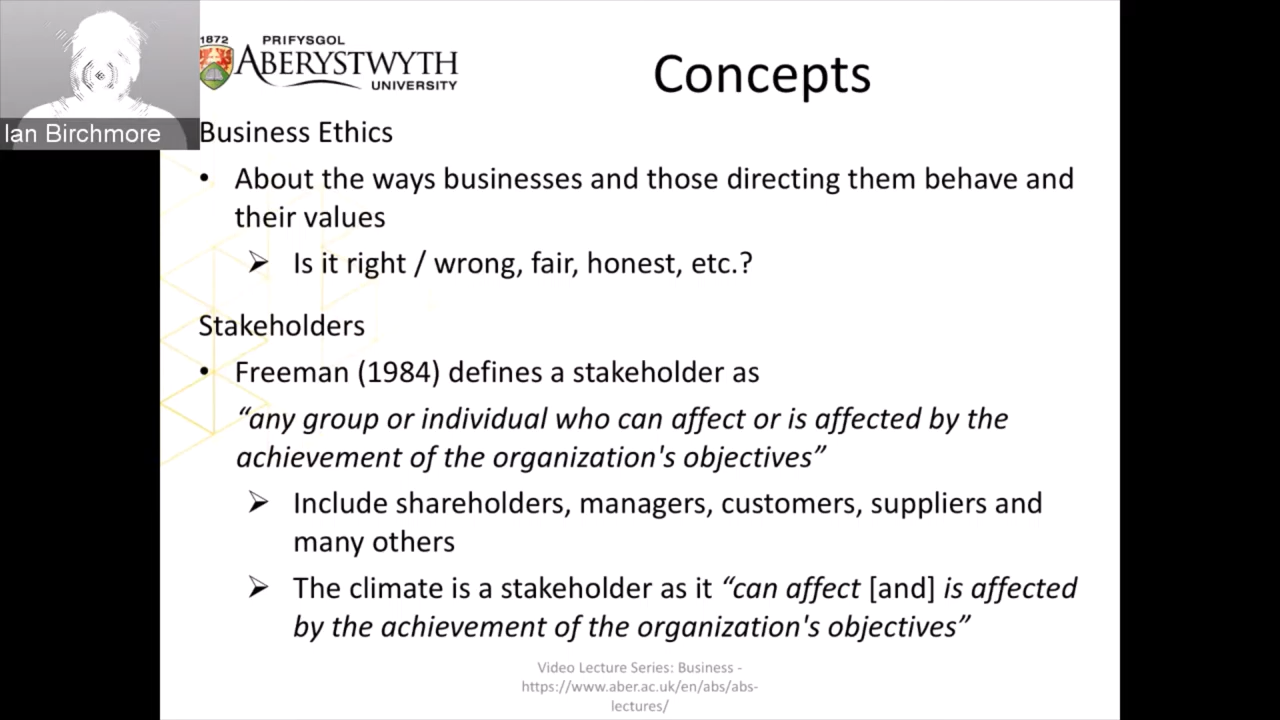 1872
PRIFYSGOL
ABERYSTWYTH
UNIVERSITY
Concepts
Ian Birchmore
Business Ethics
• About the ways businesses and those directing them behave and
their values
➢ Is it right / wrong, fair, honest, etc.?
Stakeholders
• Freeman (1984) defines a stakeholder as
“any group or individual who can affect or is affected by the
achievement of the organization's objectives”
➢ Include shareholders, managers, customers, suppliers and
many others
➢ The climate is a stakeholder as it “can affect [and] is affected
by the achievement of the organization's objectives”
Video Lecture Series: Business -
https://www.aber.ac.uk/en/abs/abs-
lectures/